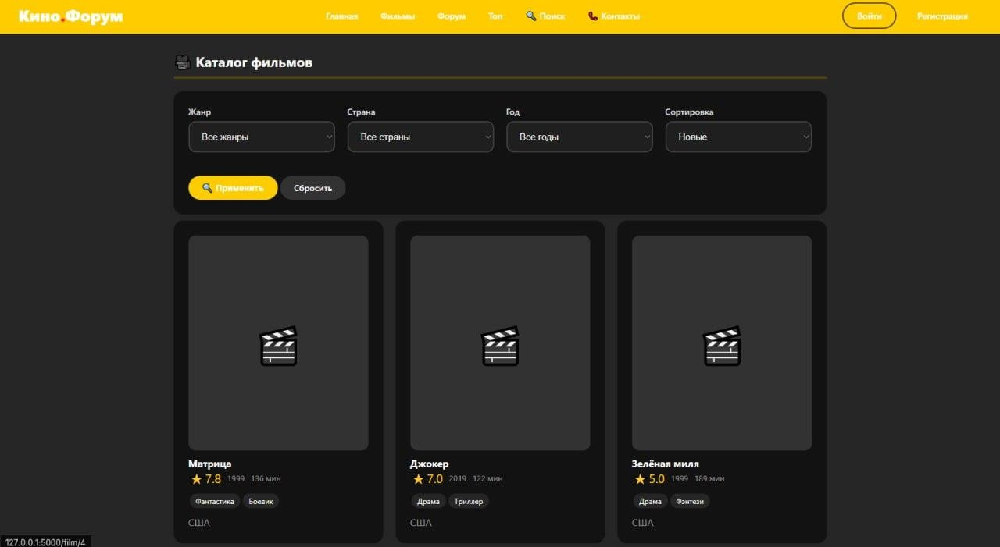 Кино.Форум Главная Фильмы Форум Топ Поиск Контакты Войти Регистрация
Каталог фильмов
Жанр Страна Год Сортировка
Все жанры Все страны Все годы Новые
Применить Сбросить
Матрица
★ 7.8 1999 136 мин
Фантастика Боевик
США
Джокер
★ 7.0 2019 122 мин
Драма Триллер
США
Зелёная миля
★ 5.0 1999 189 мин
Драма Фэнтези
США
127.0.0.1:5000/film/4